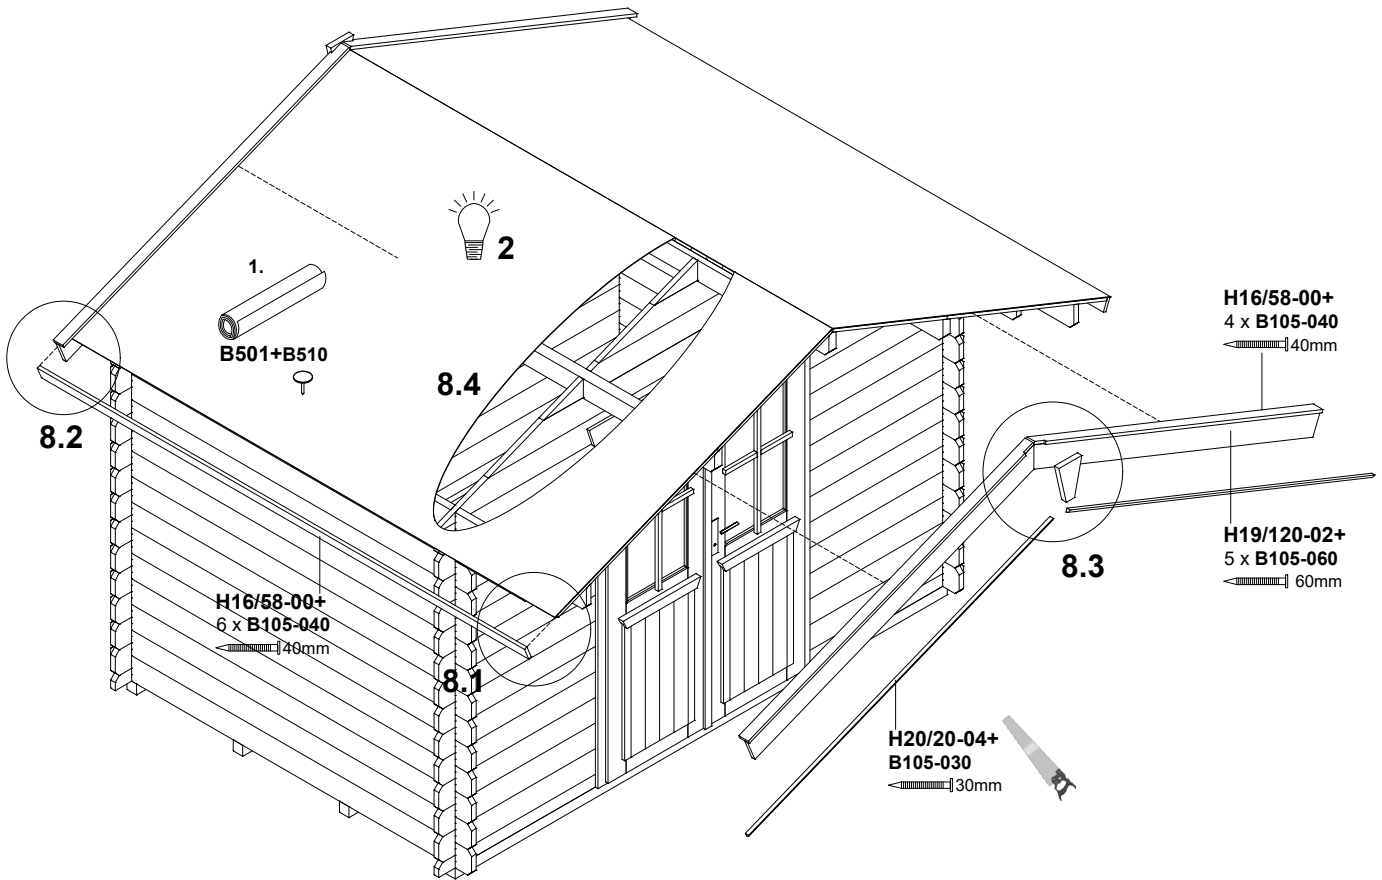 2
1.
B501+B510
8.4
8.2
H16/58-00+
4 x B105-040
40mm
H19/120-02+
5 x B105-060
60mm
8.3
H16/58-00+
6 x B105-040
40mm
8.1
H20/20-04+
B105-030
30mm